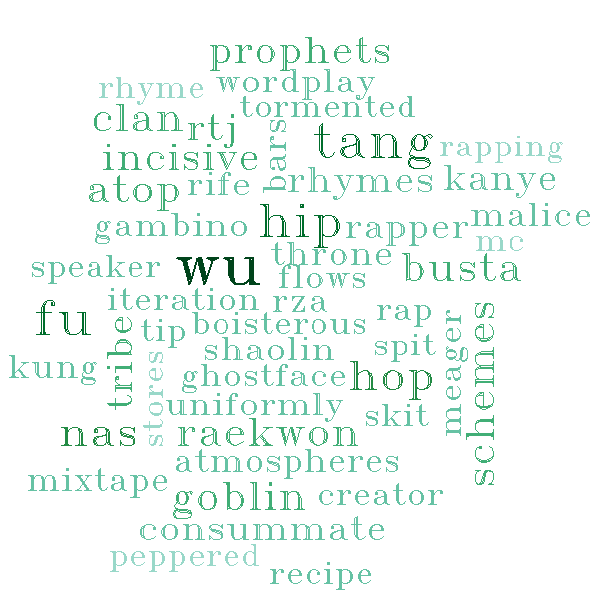 prophets
rhyme wordplay
tormented
clan rtj bars tang
incisive rapping
atop rife rhymes kanye
gambino hip rapper malice
mc
speaker wu throne busta
flows
iteration rza rap
fu tribe tip boisterous
shaolin spit meager schemes
kung stores ghostface hop
uniformly skit
nas raekwon
atmospheres
mixtape goblin creator
consummate
peppered
recipe